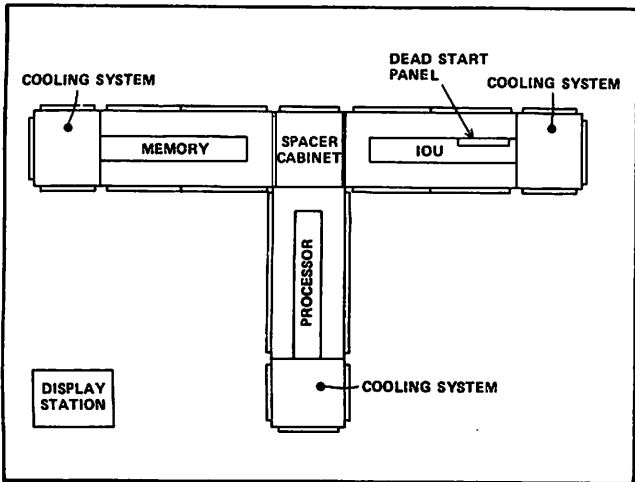 DEAD START
PANEL
COOLING SYSTEM
COOLING SYSTEM
MEMORY
SPACER
CABINET
IOU
PROCESSOR
DISPLAY
STATION
COOLING SYSTEM